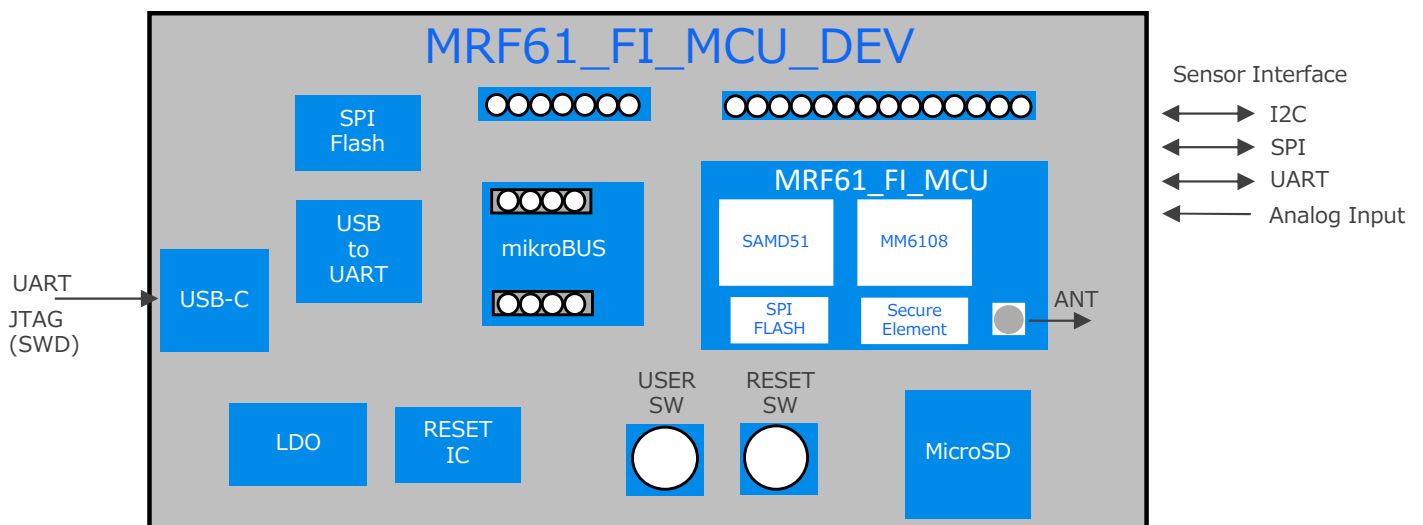 MRF61_FI_MCU_DEV
Sensor Interface
I2C
SPI
UART
Analog Input
SPI
Flash
USB
to
UART
mikroBUS
MRF61_FI_MCU
SAMD51
MM6108
SPI
FLASH
Secure
Element
ANT
UART
JTAG
(SWD)
USB-C
LDO
RESET
IC
USER
SW
RESET
SW
MicroSD